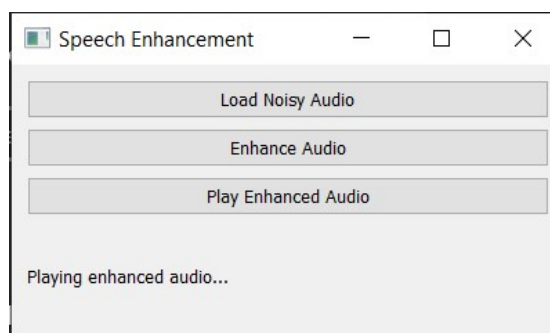 Speech Enhancement
Load Noisy Audio
Enhance Audio
Play Enhanced Audio
Playing enhanced audio...